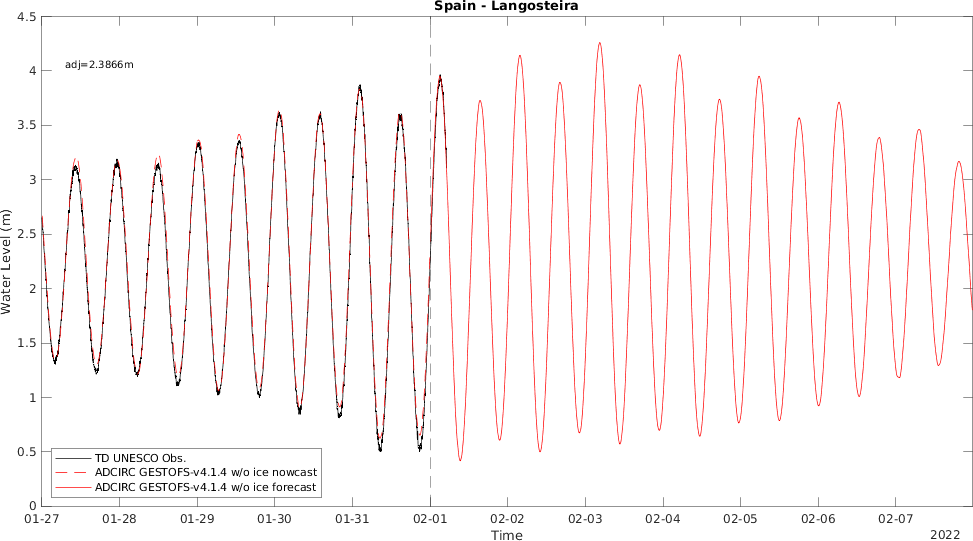 Spain - Langosteira
adj=2.3866m
Water Level (m)
4.5
4
3.5
3
2.5
2
1.5
1
0.5
0
TD UNESCO Obs.
ADCIRC GESTOFS-v4.1.4 w/o ice nowcast
ADCIRC GESTOFS-v4.1.4 w/o ice forecast
01-27 01-28 01-29 01-30 01-31 02-01 02-02 02-03 02-04 02-05 02-06 02-07
Time
2022